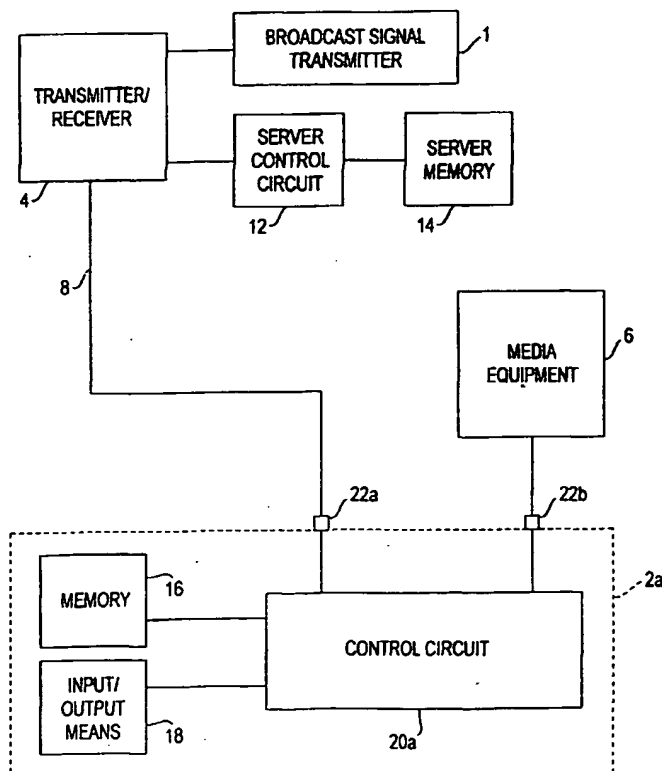 BROADCAST SIGNAL
TRANSMITTER
1
TRANSMITTER/
RECEIVER
4
SERVER
CONTROL
CIRCUIT
12
SERVER
MEMORY
14
8
MEDIA
EQUIPMENT
6
22a
22b
2a
MEMORY
16
CONTROL CIRCUIT
20a
INPUT/
OUTPUT
MEANS
18